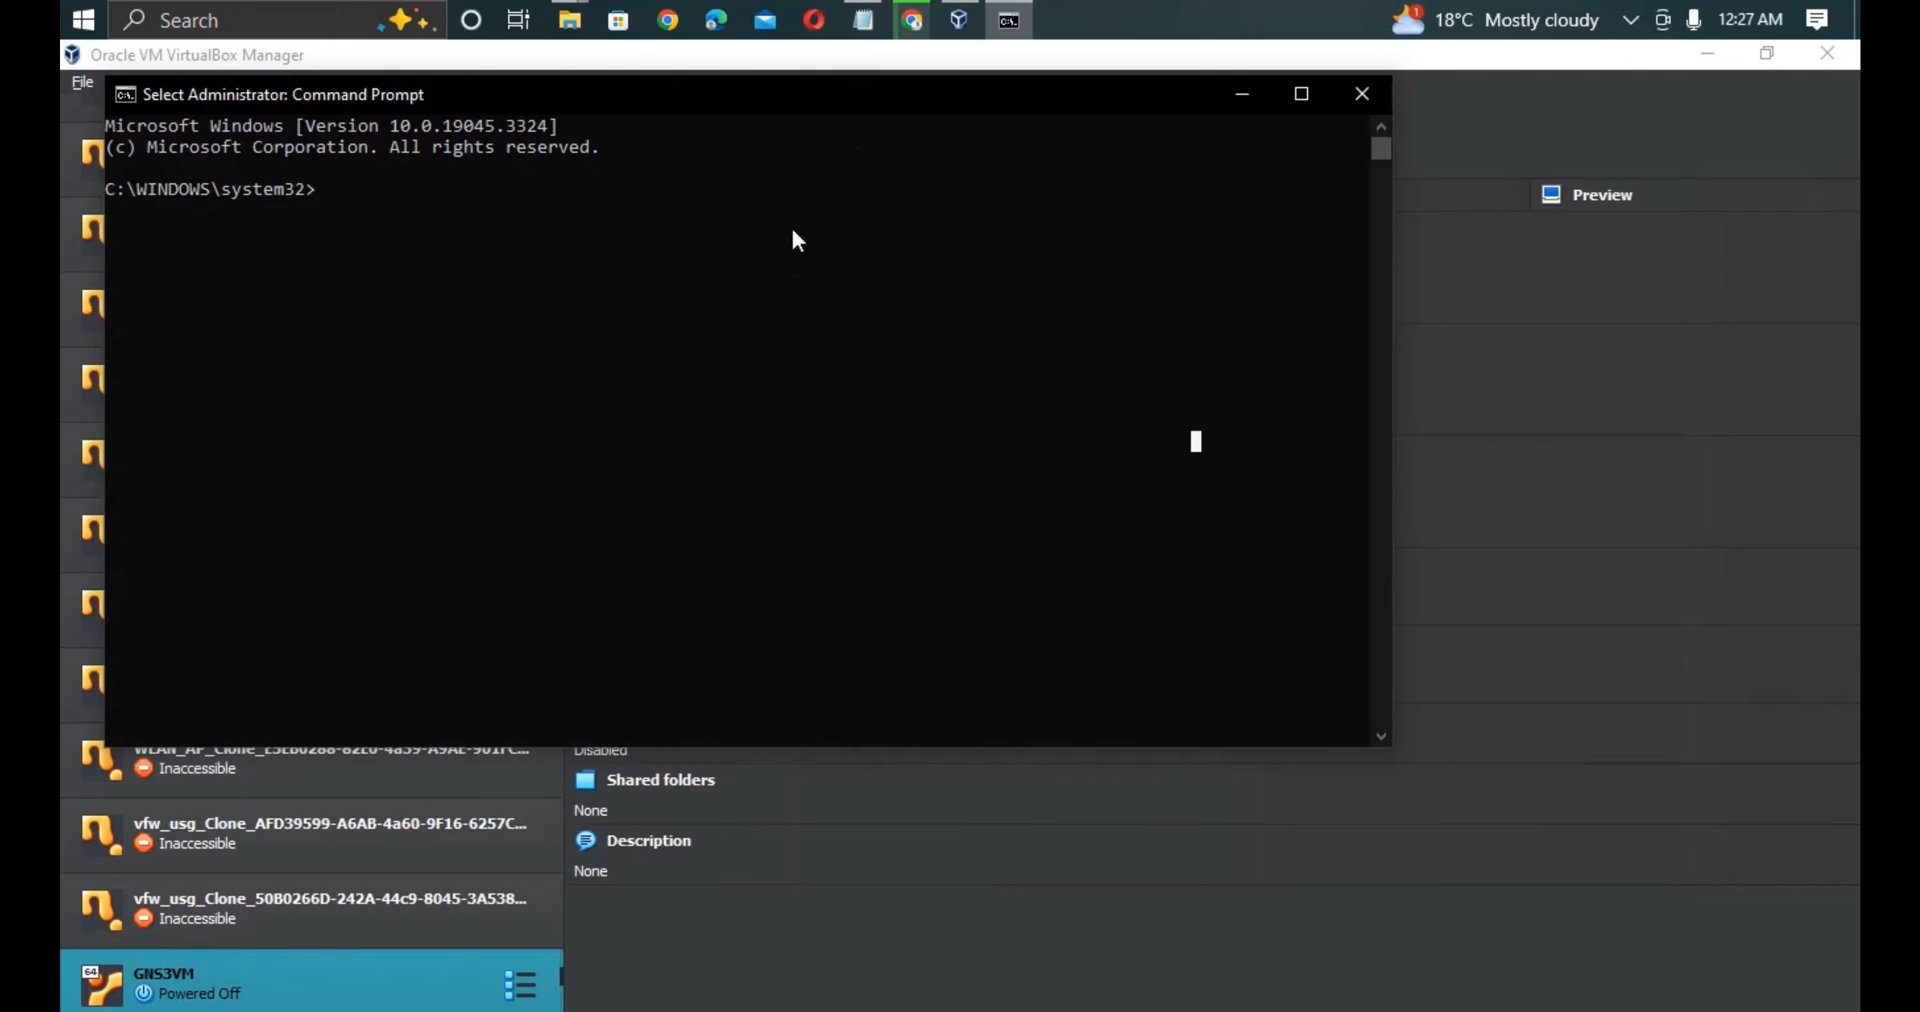 Search
18°C Mostly cloudy
12:27 AM
Oracle VM VirtualBox Manager
File
Select Administrator: Command Prompt
Microsoft Windows [Version 10.0.19045.3324]
(c) Microsoft Corporation. All rights reserved.
C:\WINDOWS\system32>
Preview
Inaccessible
Disabled
Shared folders
None
vfw_usg_Clone_AFD39599-A6AB-4a60-9F16-6257C...
Inaccessible
Description
None
vfw_usg_Clone_50B0266D-242A-44c9-8045-3A538...
Inaccessible
64
GNS3VM
Powered Off